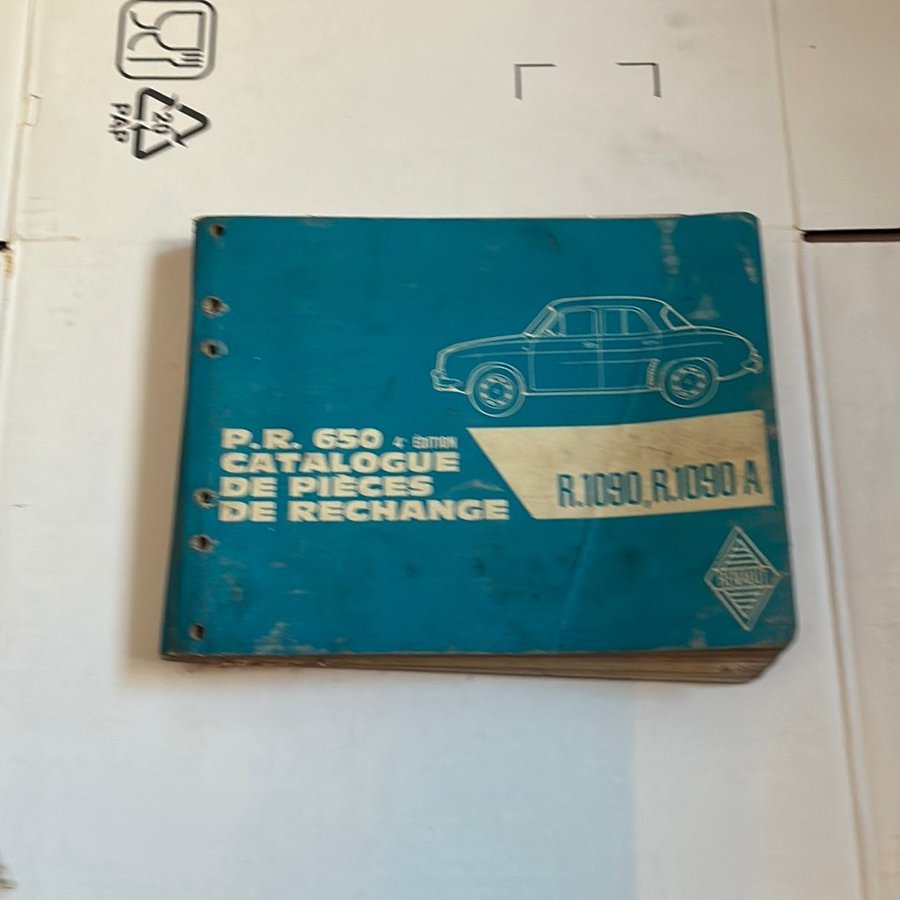 20
PAP
P.R. 650 4e ÉDITION
CATALOGUE
DE PIÈCES
DE RECHANGE
R.1090, R.1090 A
RENAULT